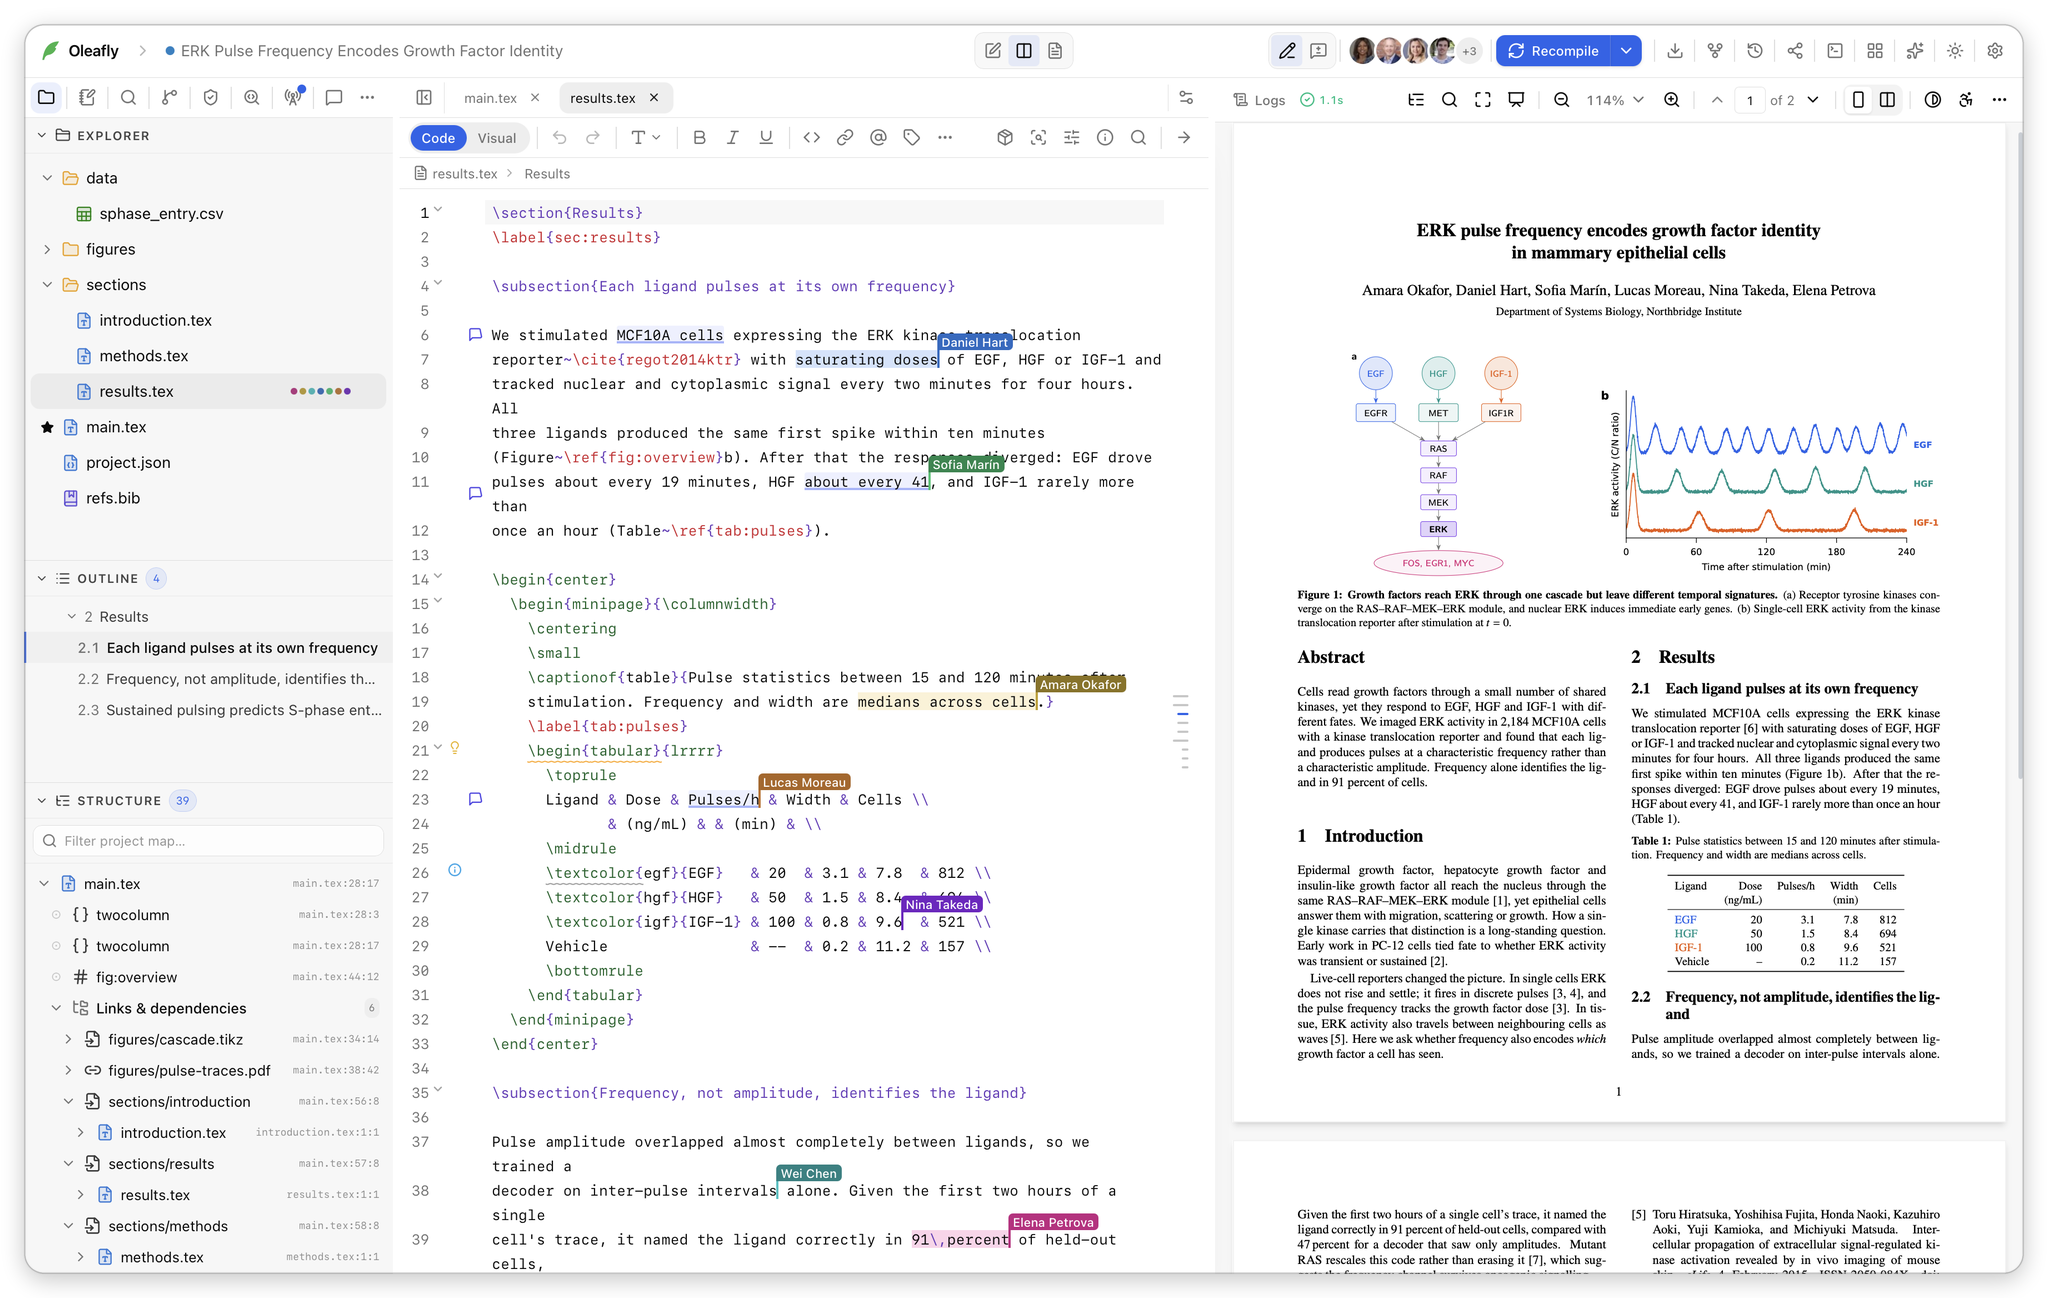 Oleafly
ERK Pulse Frequency Encodes Growth Factor Identity
+3
Recompile
EXPLORER
data
sphase_entry.csv
figures
sections
introduction.tex
methods.tex
results.tex
main.tex
project.json
refs.bib
OUTLINE 4
2 Results
2.1 Each ligand pulses at its own frequency
2.2 Frequency, not amplitude, identifies th...
2.3 Sustained pulsing predicts S-phase ent...
STRUCTURE 39
Filter project map...
main.tex main.tex:28:17
{} twocolumn main.tex:28:3
{} twocolumn main.tex:28:17
# fig:overview main.tex:44:12
Links & dependencies 6
figures/cascade.tikz main.tex:34:14
figures/pulse-traces.pdf main.tex:38:42
sections/introduction main.tex:56:8
introduction.tex introduction.tex:1:1
sections/results main.tex:57:8
results.tex results.tex:1:1
sections/methods main.tex:58:8
methods.tex methods.tex:1:1
main.tex
results.tex
Code Visual
results.tex > Results
1 \section{Results}
2 \label{sec:results}
3
4 \subsection{Each ligand pulses at its own frequency}
5
6 We stimulated MCF10A cells expressing the ERK kinase translocation
Daniel Hart
7 reporter~\cite{regot2014ktr} with saturating doses of EGF, HGF or IGF-1 and
8 tracked nuclear and cytoplasmic signal every two minutes for four hours.
All
9 three ligands produced the same first spike within ten minutes
10 (Figure~\ref{fig:overview}b). After that the responses diverged: EGF drove
Sofia Marín
11 pulses about every 19 minutes, HGF about every 41, and IGF-1 rarely more
than
12 once an hour (Table~\ref{tab:pulses}).
13
14 \begin{center}
15 \begin{minipage}{\columnwidth}
16 \centering
17 \small
18 \captionof{table}{Pulse statistics between 15 and 120 minutes after
Amara Okafor
19 stimulation. Frequency and width are medians across cells.}
20 \label{tab:pulses}
21 \begin{tabular}{lrrrr}
22 \toprule
Lucas Moreau
23 Ligand & Dose & Pulses/h & Width & Cells \\
24 & (ng/mL) & & (min) & \\
25 \midrule
26 \textcolor{egf}{EGF} & 20 & 3.1 & 7.8 & 812 \\
27 \textcolor{hgf}{HGF} & 50 & 1.5 & 8.4 & 694 \\
Nina Takeda
28 \textcolor{igf}{IGF-1} & 100 & 0.8 & 9.6 & 521 \\
29 Vehicle & -- & 0.2 & 11.2 & 157 \\
30 \bottomrule
31 \end{tabular}
32 \end{minipage}
33 \end{center}
34
35 \subsection{Frequency, not amplitude, identifies the ligand}
36
37 Pulse amplitude overlapped almost completely between ligands, so we
trained a
Wei Chen
38 decoder on inter-pulse intervals alone. Given the first two hours of a
single
Elena Petrova
39 cell's trace, it named the ligand correctly in 91\,percent of held-out
cells,
Logs 1.1s
114%
1 of 2
ERK pulse frequency encodes growth factor identity
in mammary epithelial cells
Amara Okafor, Daniel Hart, Sofia Marín, Lucas Moreau, Nina Takeda, Elena Petrova
Department of Systems Biology, Northbridge Institute
a
EGF HGF IGF-1
EGFR MET IGF1R
RAS
RAF
MEK
ERK
FOS, EGR1, MYC
b
ERK activity (C/N ratio)
EGF
HGF
IGF-1
0 60 120 180 240
Time after stimulation (min)
Figure 1: Growth factors reach ERK through one cascade but leave different temporal signatures. (a) Receptor tyrosine kinases con-
verge on the RAS–RAF–MEK–ERK module, and nuclear ERK induces immediate early genes. (b) Single-cell ERK activity from the kinase
translocation reporter after stimulation at t = 0.
Abstract
Cells read growth factors through a small number of shared
kinases, yet they respond to EGF, HGF and IGF-1 with dif-
ferent fates. We imaged ERK activity in 2,184 MCF10A cells
with a kinase translocation reporter and found that each lig-
and produces pulses at a characteristic frequency rather than
a characteristic amplitude. Frequency alone identifies the lig-
and in 91 percent of cells.
1 Introduction
Epidermal growth factor, hepatocyte growth factor and
insulin-like growth factor all reach the nucleus through the
same RAS–RAF–MEK–ERK module [1], yet epithelial cells
answer them with migration, scattering or growth. How a sin-
gle kinase carries that distinction is a long-standing question.
Early work in PC-12 cells tied fate to whether ERK activity
was transient or sustained [2].
Live-cell reporters changed the picture. In single cells ERK
does not rise and settle; it fires in discrete pulses [3, 4], and
the pulse frequency tracks the growth factor dose [3]. In tis-
sue, ERK activity also travels between neighbouring cells as
waves [5]. Here we ask whether frequency also encodes which
growth factor a cell has seen.
2 Results
2.1 Each ligand pulses at its own frequency
We stimulated MCF10A cells expressing the ERK kinase
translocation reporter [6] with saturating doses of EGF, HGF
or IGF-1 and tracked nuclear and cytoplasmic signal every two
minutes for four hours. All three ligands produced the same
first spike within ten minutes (Figure 1b). After that the re-
sponses diverged: EGF drove pulses about every 19 minutes,
HGF about every 41, and IGF-1 rarely more than once an hour
(Table 1).
Table 1: Pulse statistics between 15 and 120 minutes after stimula-
tion. Frequency and width are medians across cells.
Ligand Dose Pulses/h Width Cells
(ng/mL) (min)
EGF 20 3.1 7.8 812
HGF 50 1.5 8.4 694
IGF-1 100 0.8 9.6 521
Vehicle – 0.2 11.2 157
2.2 Frequency, not amplitude, identifies the lig-
and
Pulse amplitude overlapped almost completely between lig-
ands, so we trained a decoder on inter-pulse intervals alone.
1
Given the first two hours of a single cell's trace, it named the
ligand correctly in 91 percent of held-out cells, compared with
47 percent for a decoder that saw only amplitudes. Mutant
RAS rescales this code rather than erasing it [7], which sug-
[5] Toru Hiratsuka, Yoshihisa Fujita, Honda Naoki, Kazuhiro
Aoki, Yuji Kamioka, and Michiyuki Matsuda. Inter-
cellular propagation of extracellular signal-regulated ki-
nase activation revealed by in vivo imaging of mouse